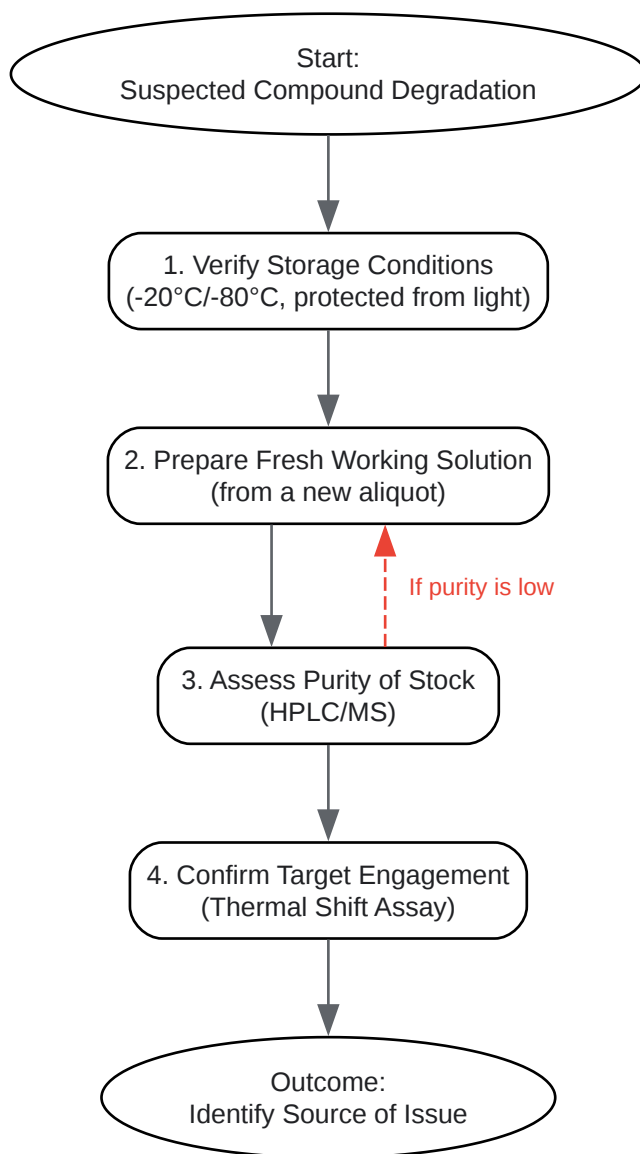 Start:
Suspected Compound Degradation
1. Verify Storage Conditions
(-20°C/-80°C, protected from light)
2. Prepare Fresh Working Solution
(from a new aliquot)
If purity is low
3. Assess Purity of Stock
(HPLC/MS)
4. Confirm Target Engagement
(Thermal Shift Assay)
Outcome:
Identify Source of Issue